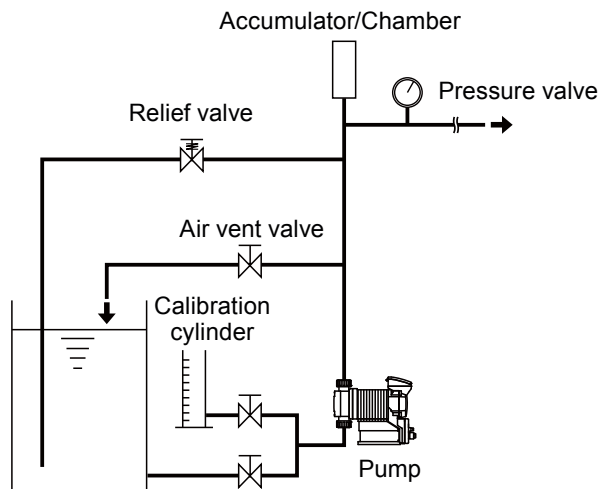 Accumulator/Chamber
Pressure valve
Relief valve
Air vent valve
Calibration
cylinder
Pump